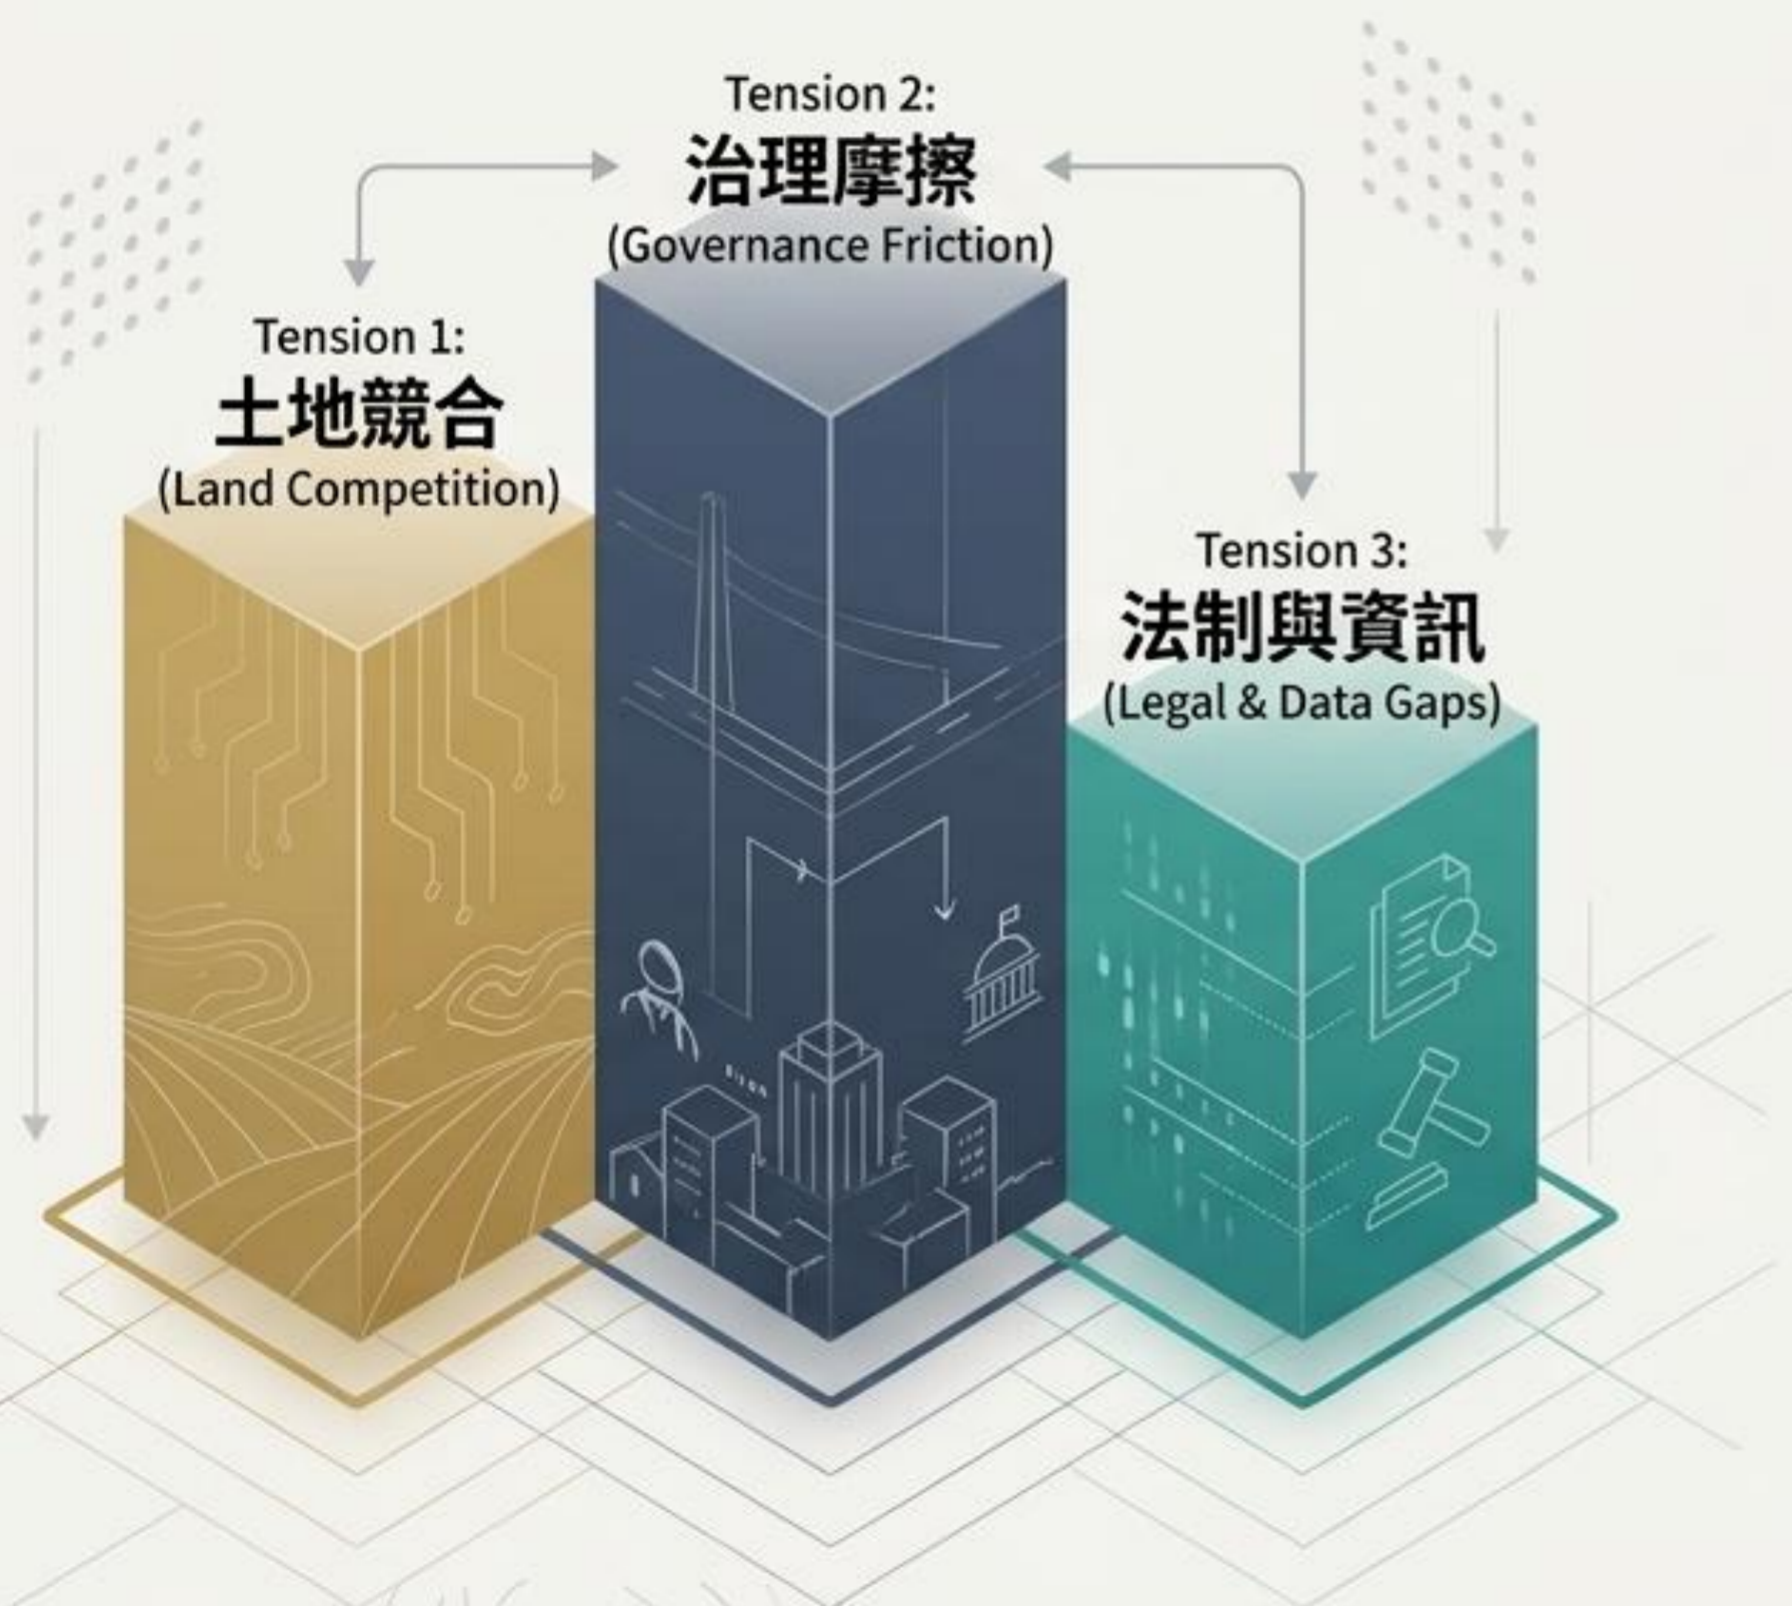 Tension 2:
治理摩擦
(Governance Friction)
Tension 1:
土地競合
(Land Competition)
Tension 3:
法制與資訊
(Legal & Data Gaps)